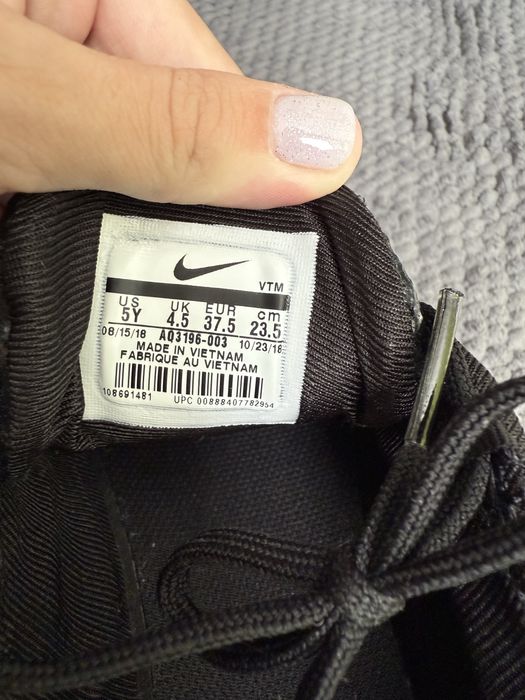 VTM
US UK EUR cm
5Y 4.5 37.5 23.5
08/15/18 AQ3196-003 10/23/18
MADE IN VIETNAM
FABRIQUE AU VIETNAM
108691481 UPC 00888407782954